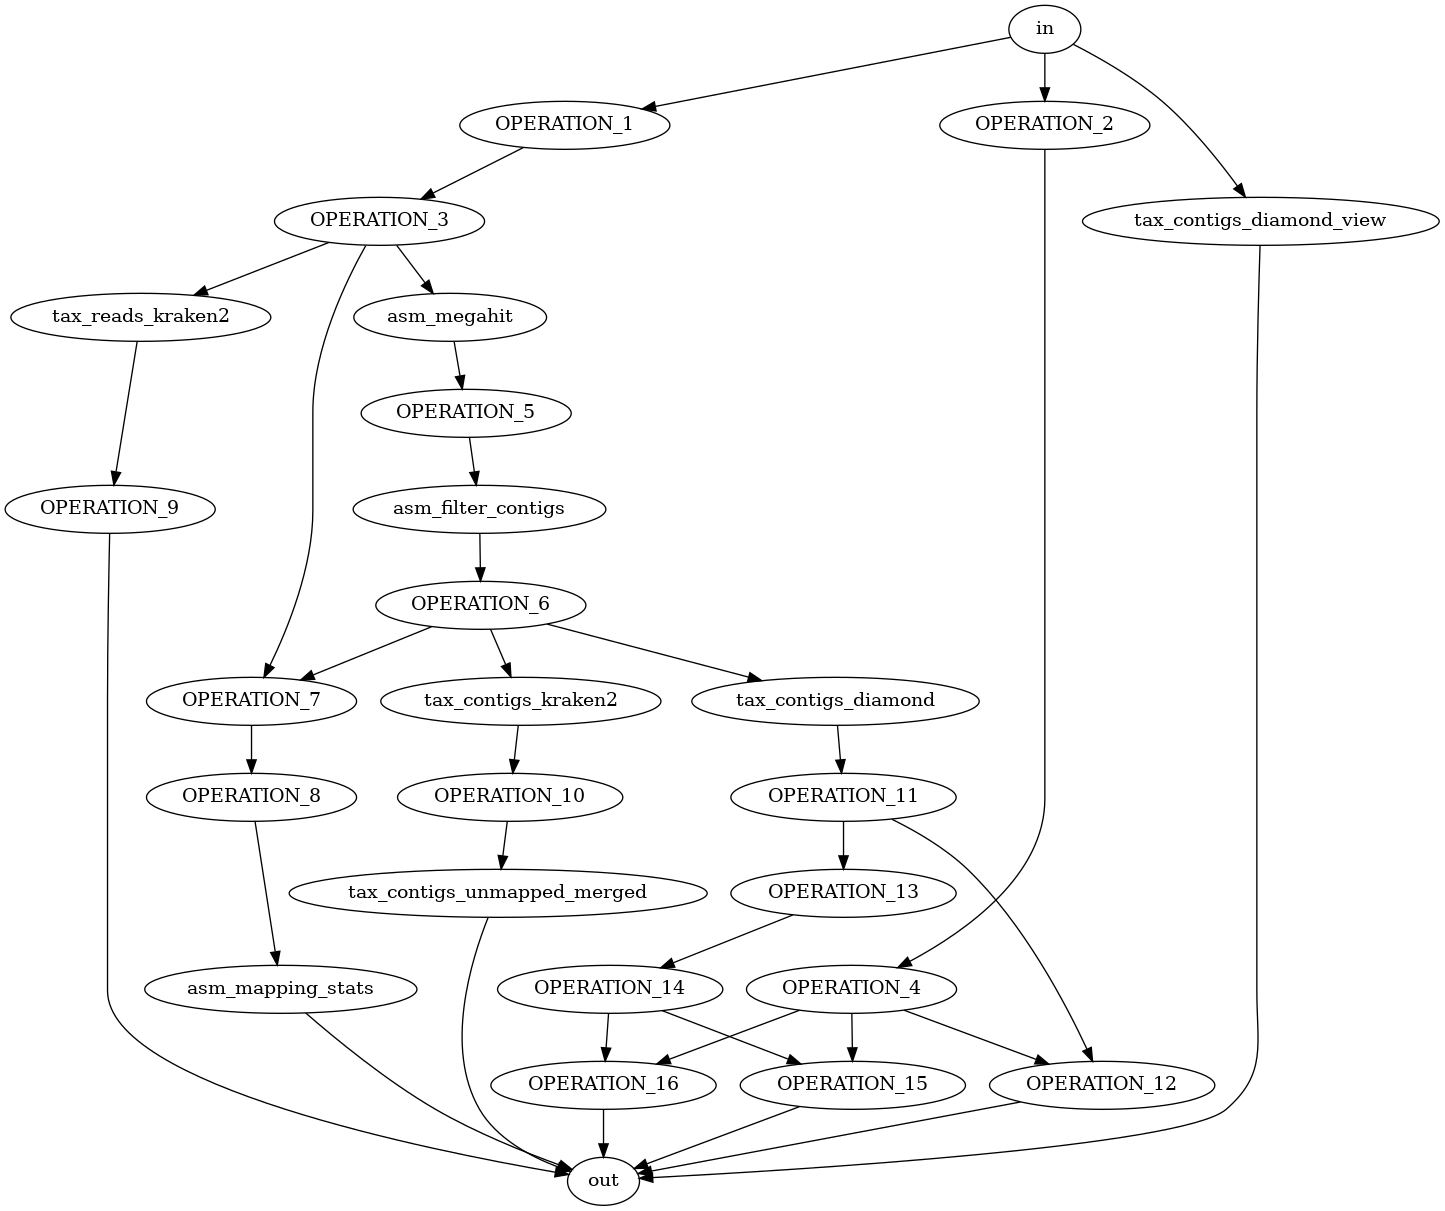 in
OPERATION_1
OPERATION_2
OPERATION_3
tax_contigs_diamond_view
tax_reads_kraken2
asm_megahit
OPERATION_5
OPERATION_9
asm_filter_contigs
OPERATION_6
OPERATION_7
tax_contigs_kraken2
tax_contigs_diamond
OPERATION_8
OPERATION_10
OPERATION_11
tax_contigs_unmapped_merged
OPERATION_13
asm_mapping_stats
OPERATION_14
OPERATION_4
OPERATION_16
OPERATION_15
OPERATION_12
out